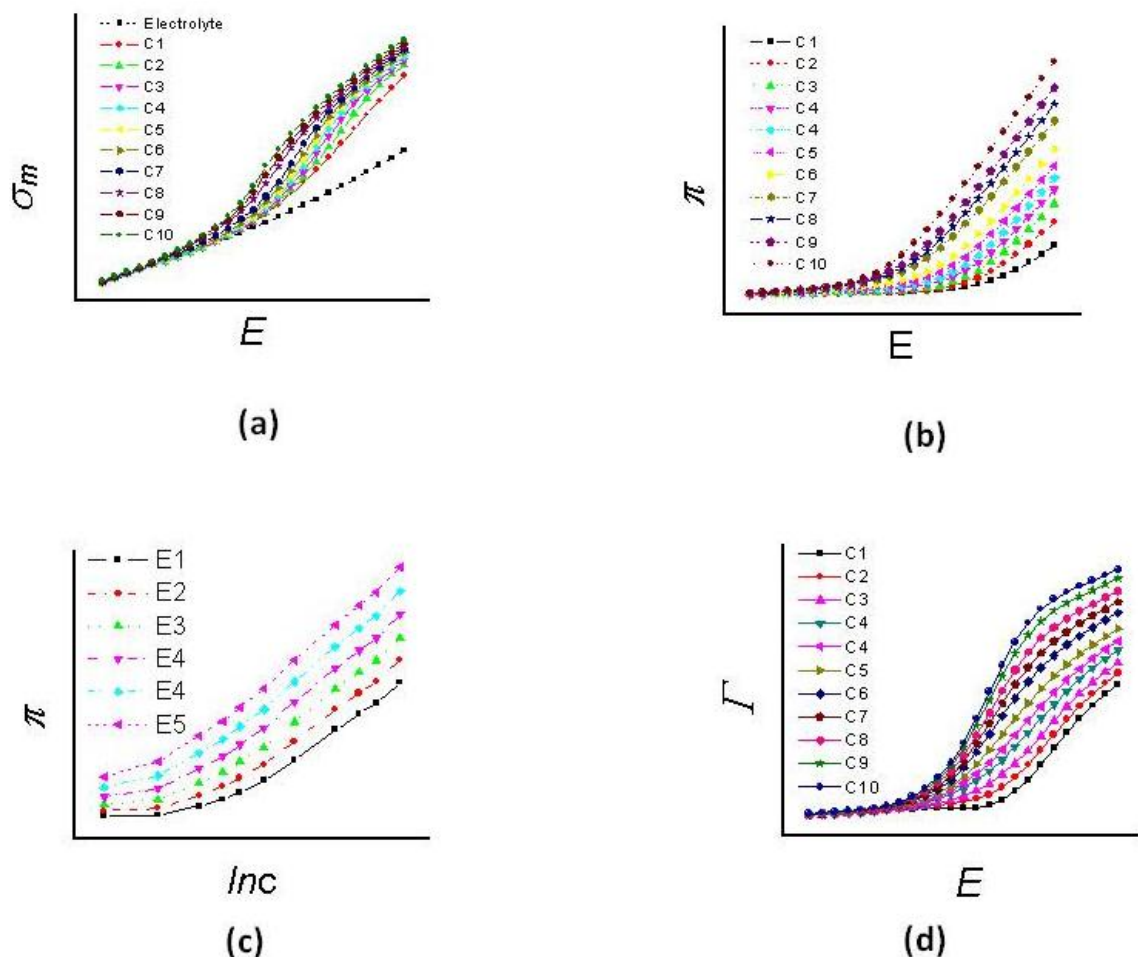 Electrolyte
C1
C2
C3
C4
C5
C6
C7
C8
C9
C10
σm
E
(a)
C1
C2
C3
C4
C4
C5
C6
C7
C8
C9
C10
π
E
(b)
E1
E2
E3
E4
E4
E5
π
lnc
(c)
C1
C2
C3
C4
C4
C5
C6
C7
C8
C9
C10
Γ
E
(d)